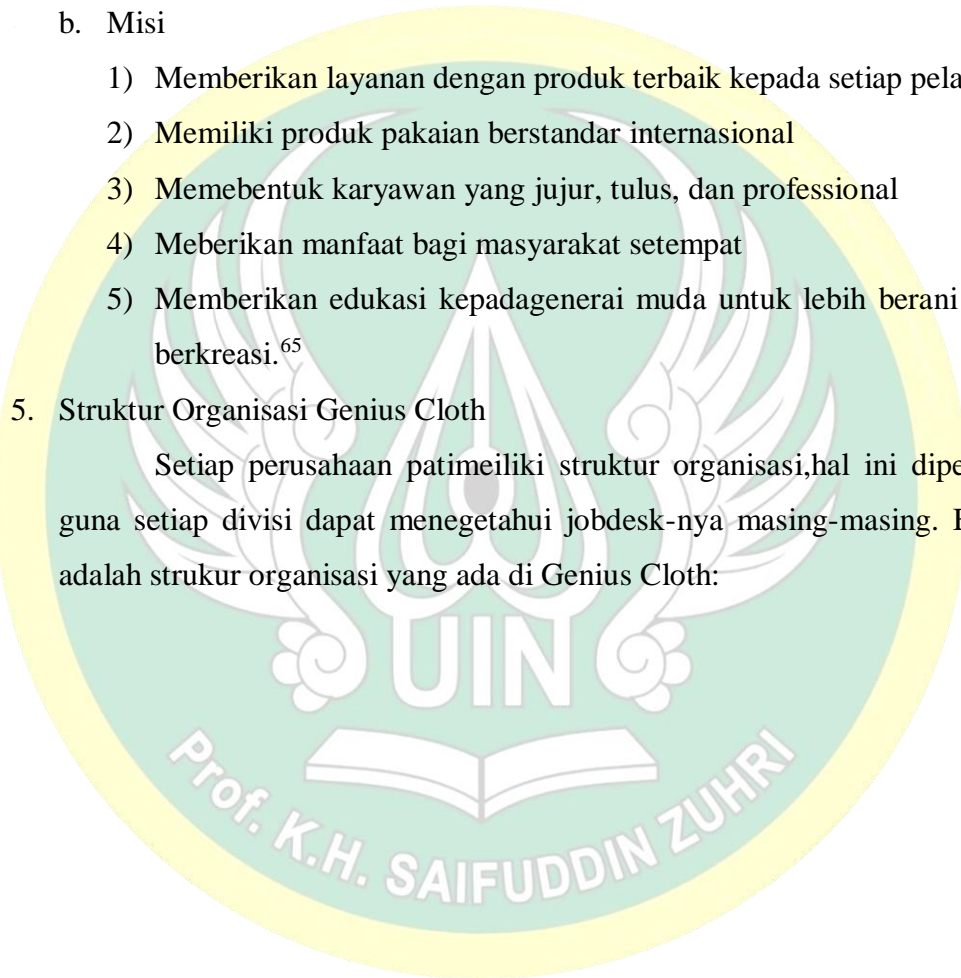 b. Misi
1) Memberikan layanan dengan produk terbaik kepada setiap
2) Memiliki produk pakaian berstandar internasional
3) Memebentuk karyawan yang jujur, tulus, dan professional
4) Meberikan manfaat bagi masyarakat setempat
5) Memberikan edukasi kepadagenerai muda untuk lebih berani
berkreasi.65
5. Struktur Organisasi Genius Cloth
Setiap perusahaan patimeiliki struktur organisasi,hal ini
guna setiap divisi dapat menegetahui jobdesk-nya masing-masing.
adalah strukur organisasi yang ada di Genius Cloth:
UIN
Prof. K.H. SAIFUDDIN ZUHRI